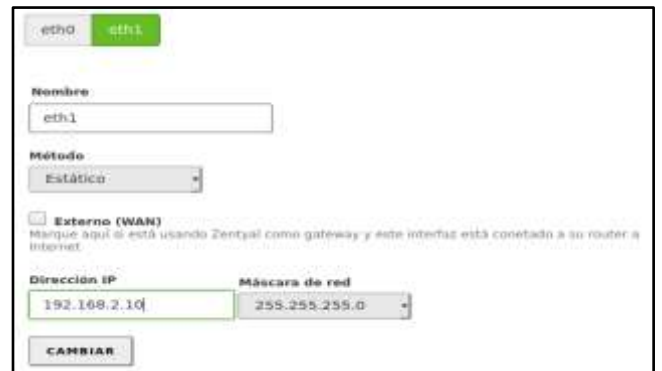 eth0 eth1
Nombre
eth1
Método
Estático
Externo (WAN)
Marque aquí si está usando Zentyal como gateway y este interfaz está conetado a su router a
Internet
Dirección IP Máscara de red
192.168.2.10 255.255.255.0
CAMBIAR